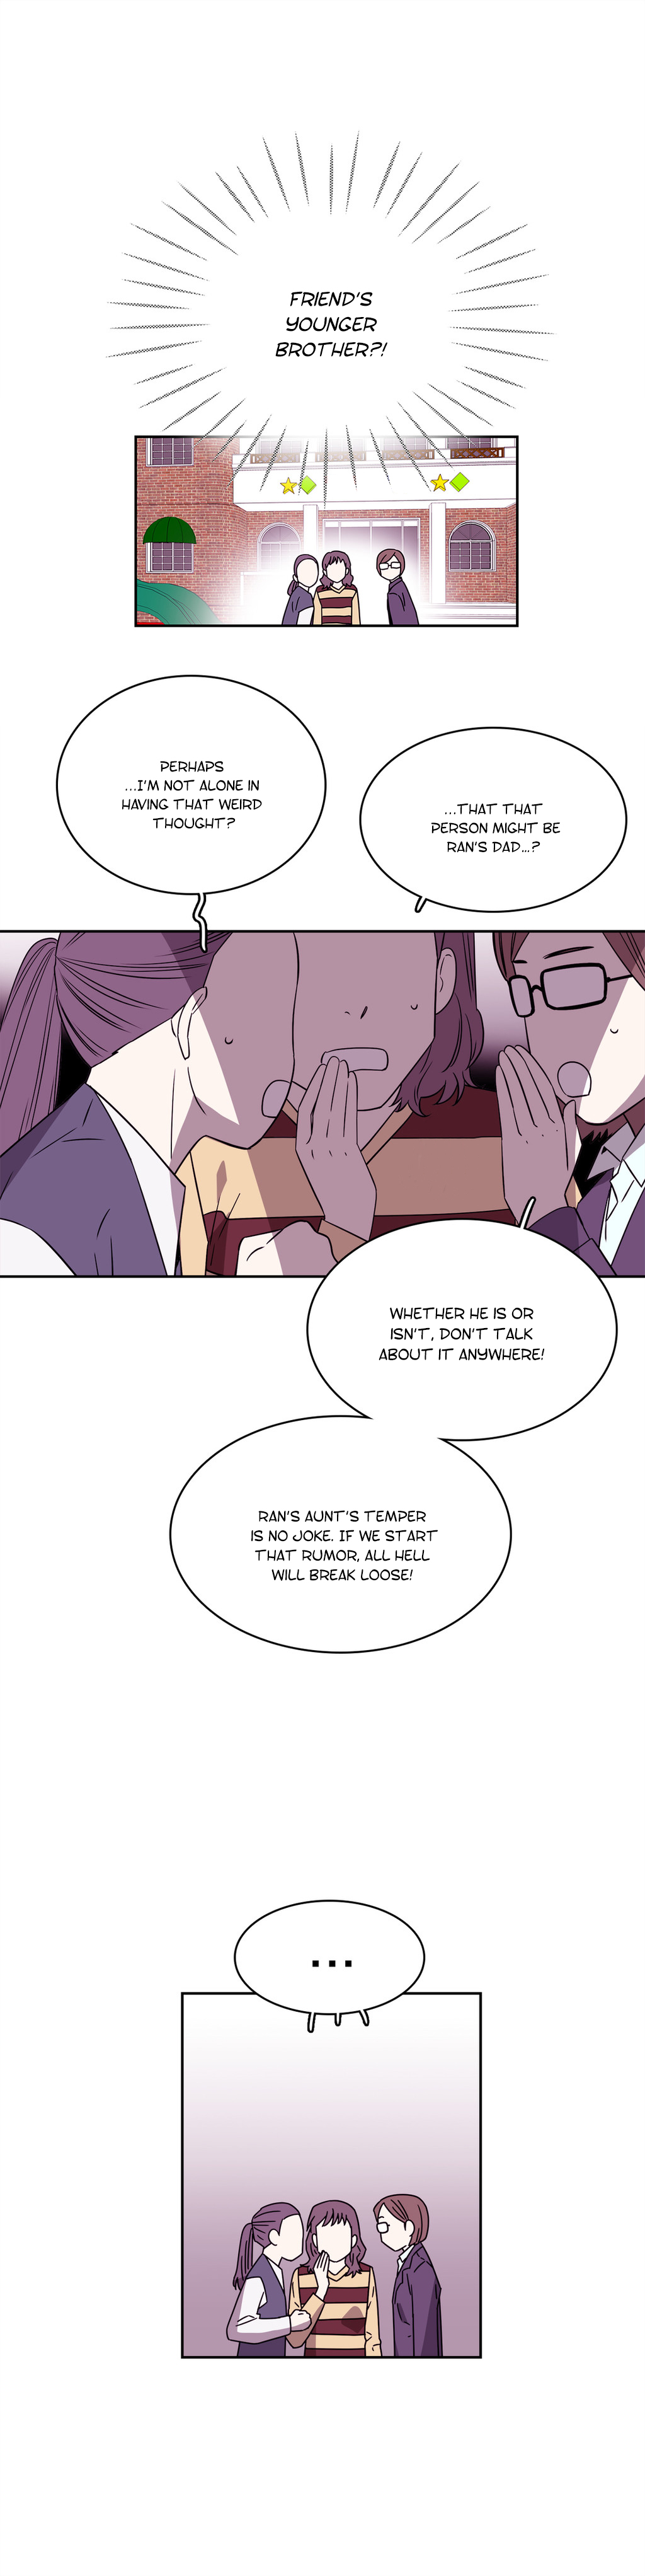 FRIEND'S
YOUNGER
BROTHER?!
PERHAPS
...I'M NOT ALONE IN
HAVING THAT WEIRD
THOUGHT?
...THAT THAT
PERSON MIGHT BE
RAN'S DAD...?
WHETHER HE IS OR
ISN'T, DON'T TALK
ABOUT IT ANYWHERE!
RAN'S AUNT'S TEMPER
IS NO JOKE. IF WE START
THAT RUMOR, ALL HELL
WILL BREAK LOOSE!
...